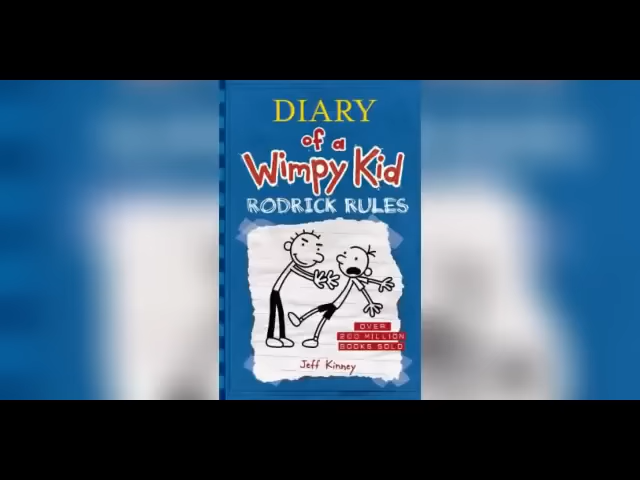 DIARY
of a
Wimpy Kid
RODRICK RULES
OVER
200 MILLION
BOOKS SOLD
Jeff Kinney